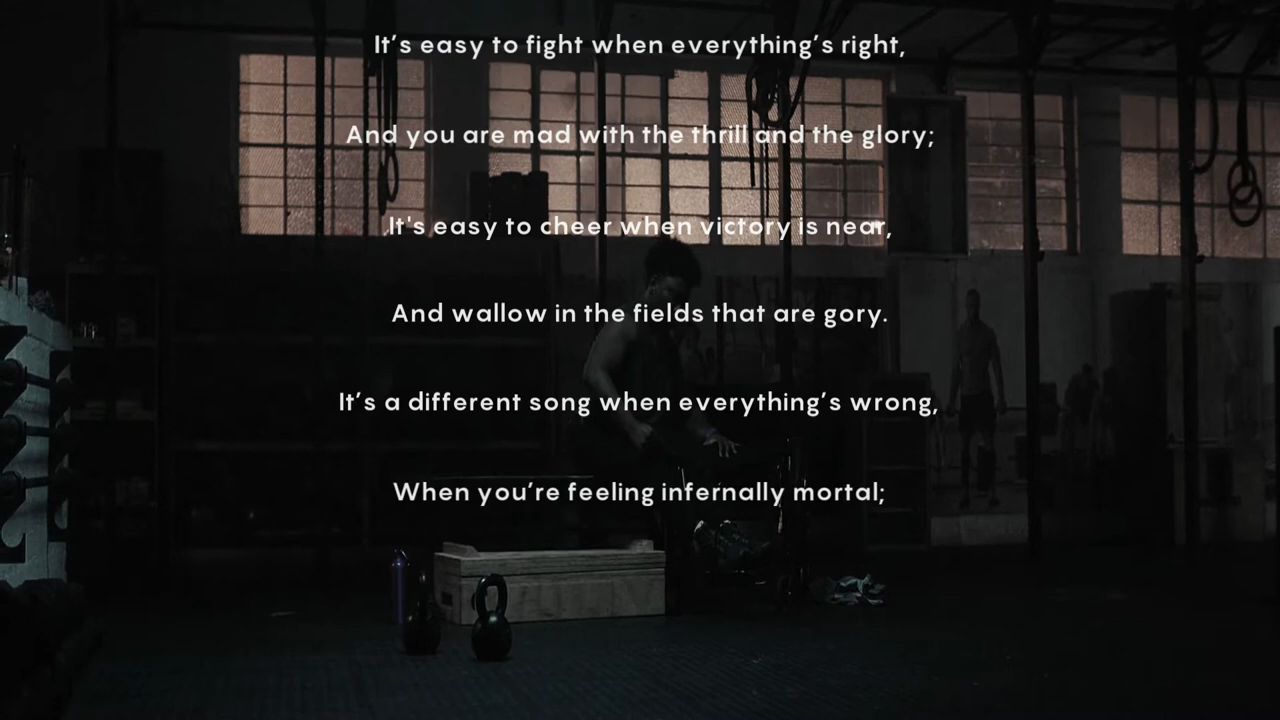 It’s easy to fight when everything’s right,
And you are mad with the thrill and the glory;
It's easy to cheer when victory is near,
And wallow in the fields that are gory.
It’s a different song when everything’s wrong,
When you’re feeling infernally mortal;